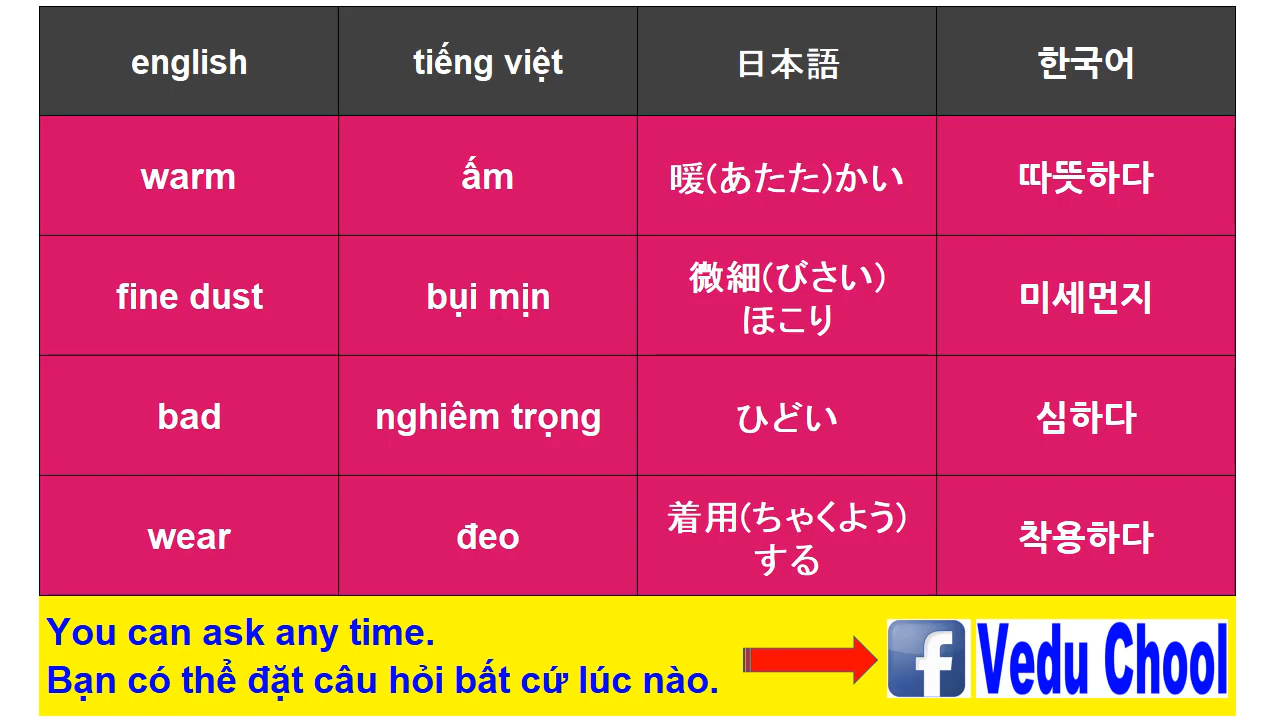 english tiếng việt 日本語 한국어
warm ấm 暖(あたた)かい 따뜻하다
fine dust bụi mịn 微細(びさい) 미세먼지
ほこり
bad nghiêm trọng ひどい 심하다
wear đeo 着用(ちゃくよう) 착용하다
する
You can ask any time.
Bạn có thể đặt câu hỏi bất cứ lúc nào.
f Vedu Chool